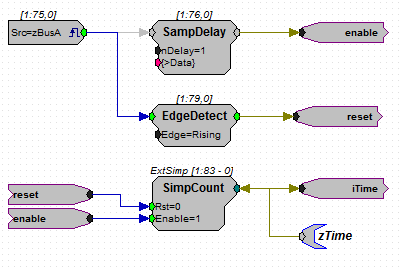 [1:75,0]
Src=zBusA
[1:76,0]
SampDelay
nDelay=1
{>Data}
enable
[1:79,0]
EdgeDetect
Edge=Rising
reset
ExtSimp [1:83 - 0]
reset
enable
SimpCount
Rst=0
Enable=1
iTime
zTime